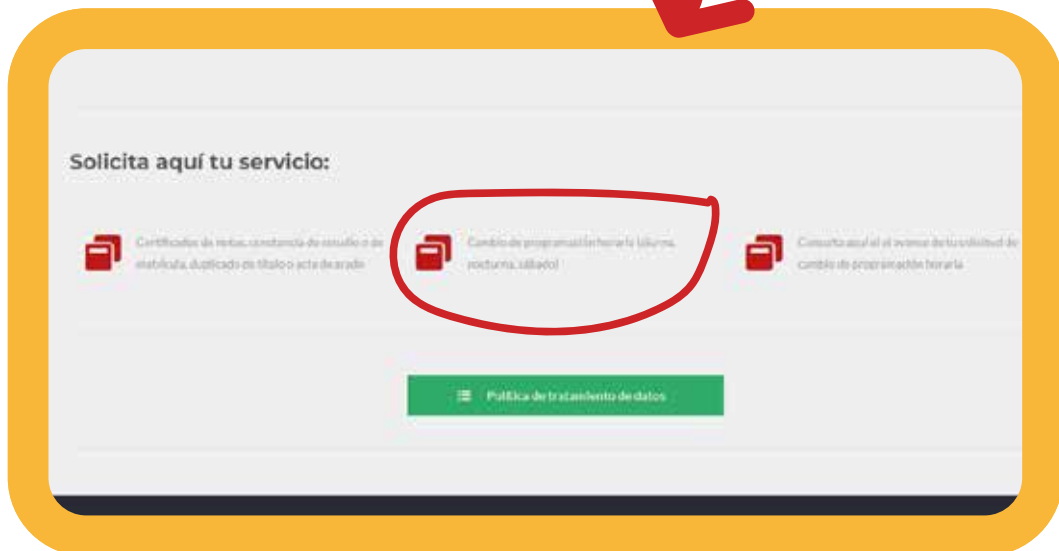 Solicita aquí tu servicio:
Certificados de notas, constancia de estudio o de
matrícula, duplicado de título o acta de grado
Cambio de programación horaria (diurna,
nocturna, sábado)
Consulta aquí el avance de tu solicitud de
cambio de programación horaria
Política de tratamiento de datos